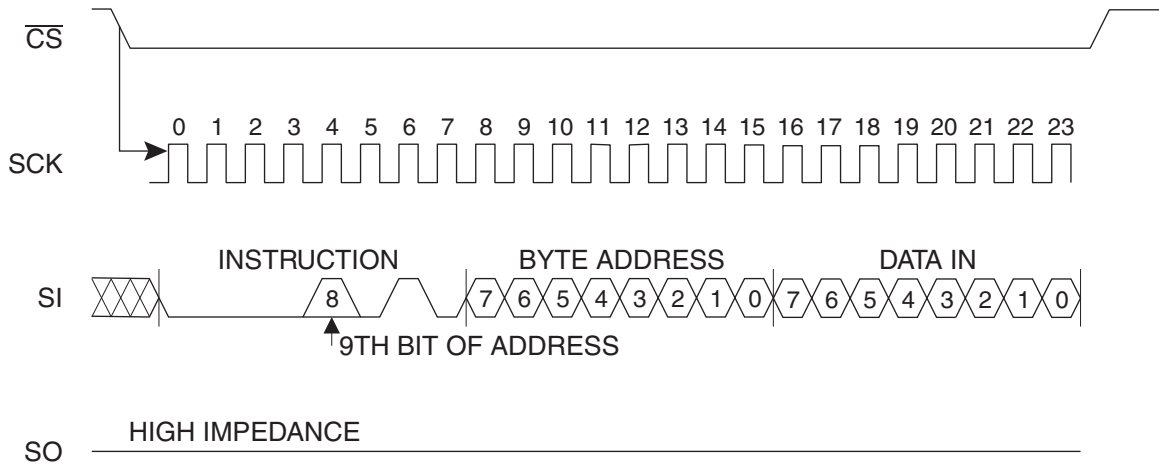 CS
0 1 2 3 4 5 6 7 8 9 10 11 12 13 14 15 16 17 18 19 20 21 22 23
SCK
INSTRUCTION BYTE ADDRESS DATA IN
SI 8 7 6 5 4 3 2 1 0 7 6 5 4 3 2 1 0
9TH BIT OF ADDRESS
HIGH IMPEDANCE
SO